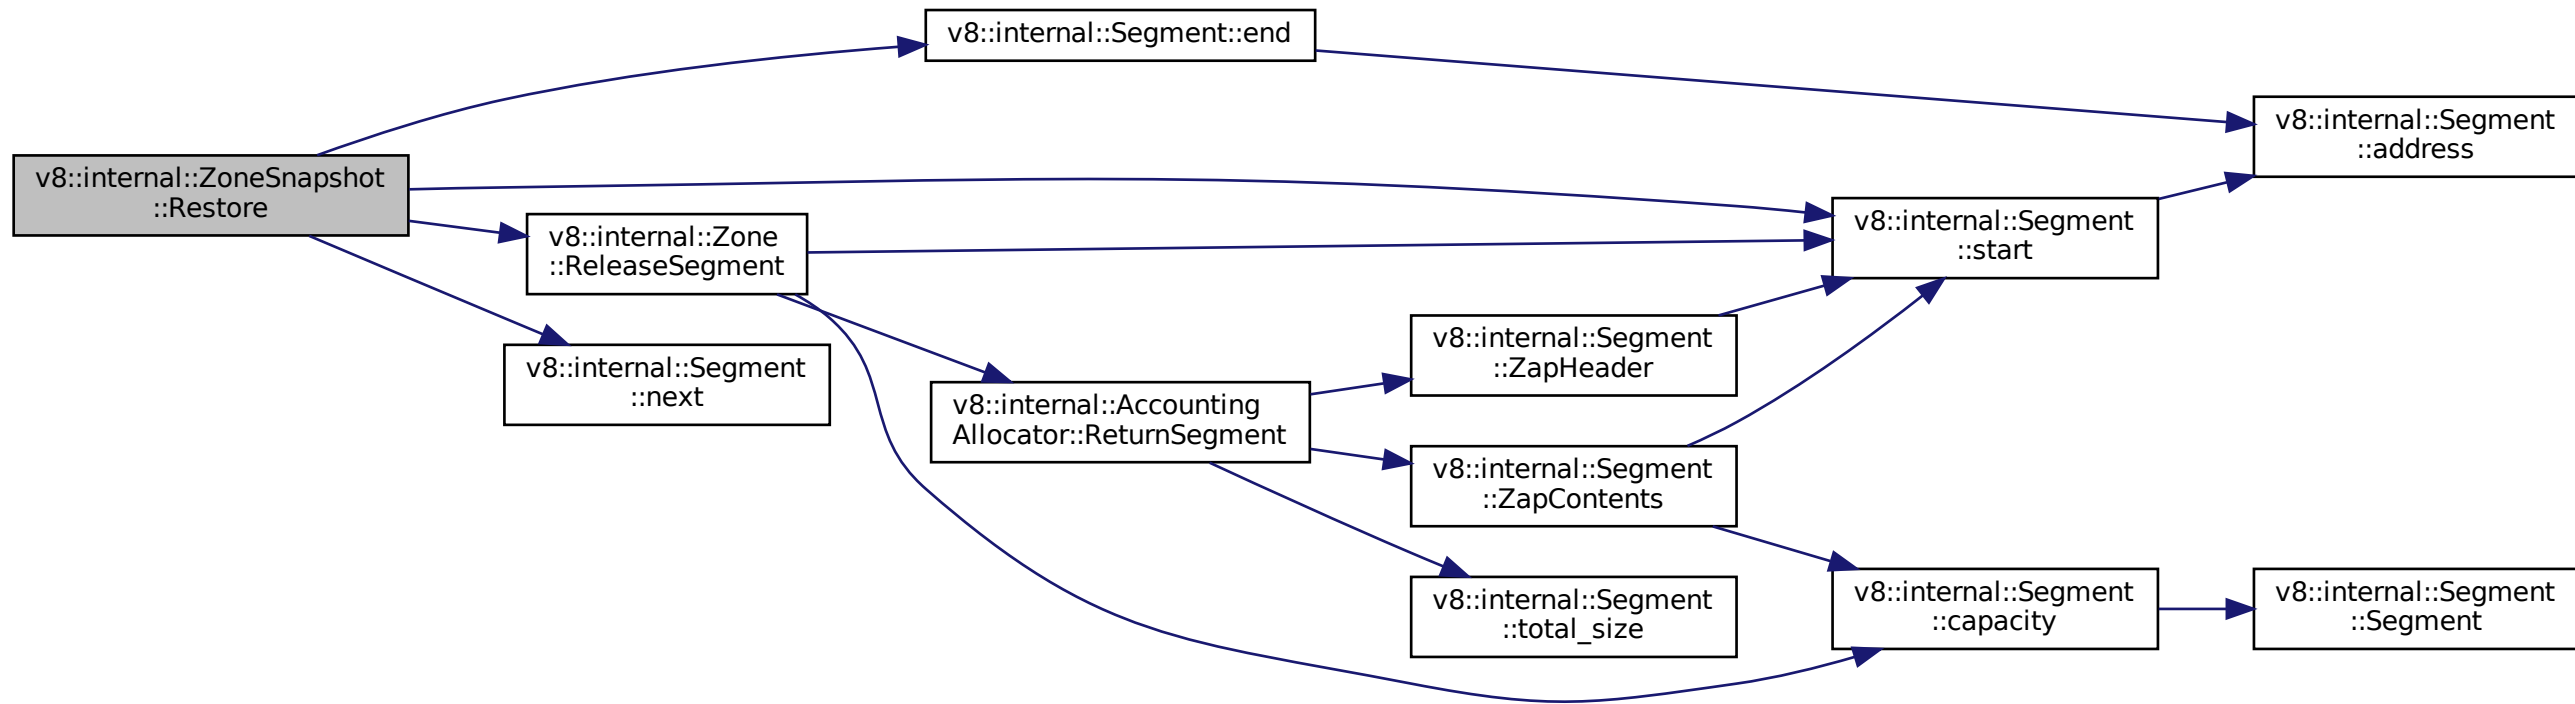 v8::internal::ZoneSnapshot
::Restore
v8::internal::Segment::end
v8::internal::Segment
::address
v8::internal::Segment
::start
v8::internal::Zone
::ReleaseSegment
v8::internal::Segment
::next
v8::internal::Accounting
Allocator::ReturnSegment
v8::internal::Segment
::ZapHeader
v8::internal::Segment
::ZapContents
v8::internal::Segment
::total_size
v8::internal::Segment
::capacity
v8::internal::Segment
::Segment